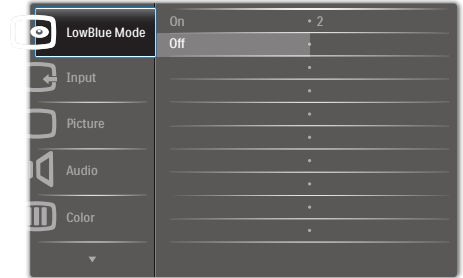 LowBlue Mode
Input
Picture
Audio
Color
On • 2
Off •